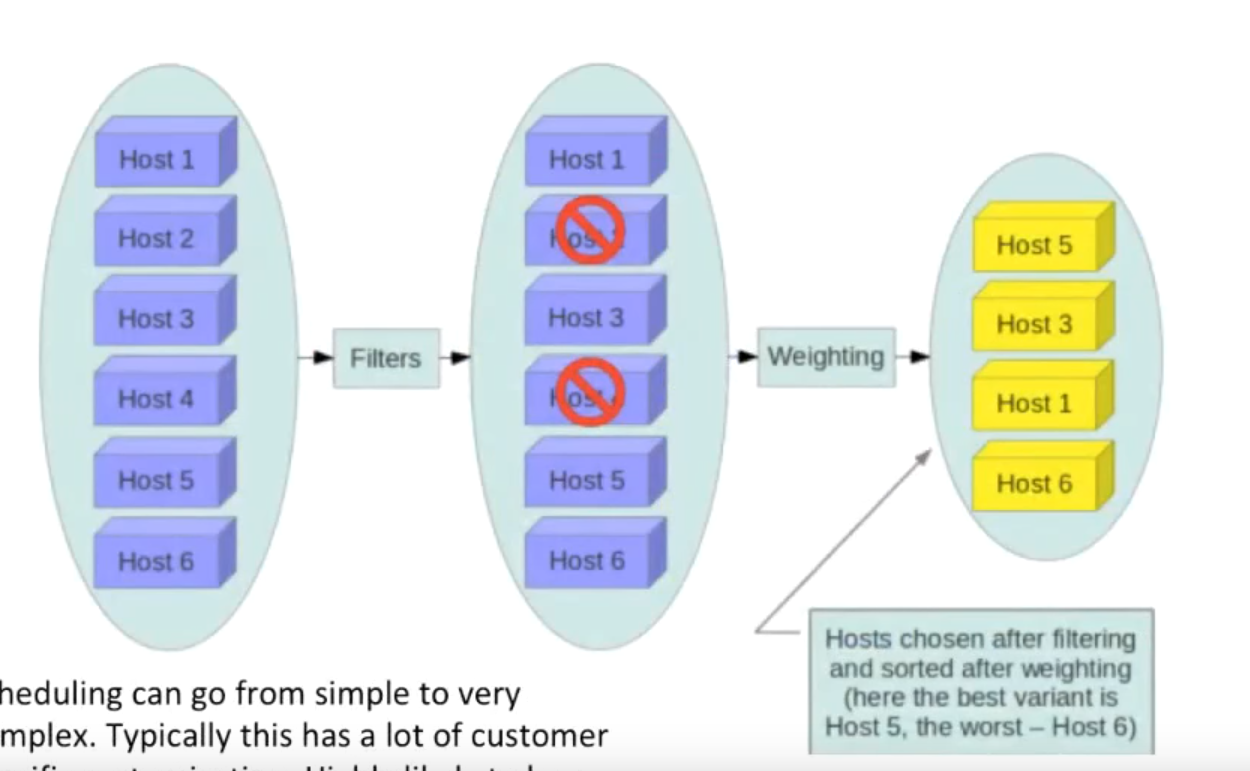 Host 1
Host 2
Host 3
Host 4
Host 5
Host 6
Filters
Host 1
Host 3
Host 5
Host 6
Weighting
Host 5
Host 3
Host 1
Host 6
Hosts chosen after filtering
and sorted after weighting
(here the best variant is
Host 5, the worst – Host 6)
heduling can go from simple to very
mplex. Typically this has a lot of customer